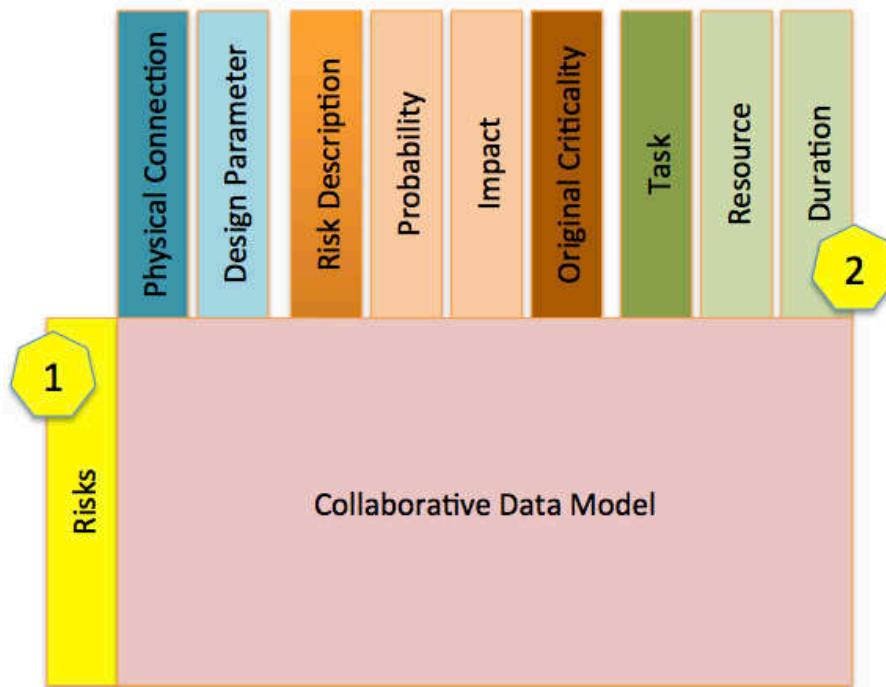 Physical Connection
Design Parameter
Risk Description
Probability
Impact
Original Criticality
Task
Resource
Duration
2
1
Risks
Collaborative Data Model